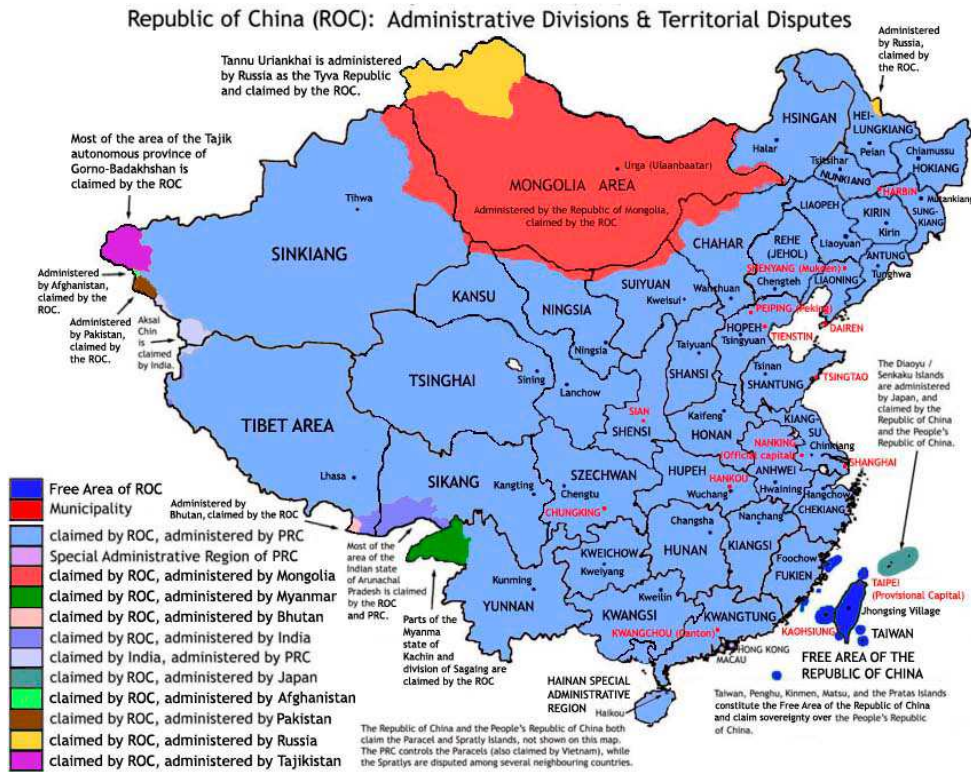 Republic of China (ROC): Administrative Divisions & Territorial Disputes
Tannu Uriankhai is administered
by Russia as the Tyva Republic
and claimed by the ROC.
Administered
by Russia,
claimed by
the ROC.
Most of the area of the Tajik
autonomous province of
Gorno-Badakhshan is
claimed by the ROC
Administered
by Afghanistan,
claimed by the
ROC.
Administered
by Pakistan,
claimed by
the ROC.
Aksai
Chin
is
claimed
by India.
HSINGAN
Halar
HEI-
LUNGKIANG
Peian
Chiamussu
HOKIANG
Tsitsihar
NUNKIANG
CHARBIN
Mutankiang
SUNG-
KIANG
LIAOPEH
KIRIN
Kirin
Liaoyuan
ANTUNG
Tunghwa
Urga (Ulaanbaatar)
MONGOLIA AREA
Administered by the Republic of Mongolia,
claimed by the ROC
Tihwa
SINKIANG
CHAHAR
REHE
(JEHOL)
SHENYANG (Mukden)
Chengteh
LIAONING
SUIYUAN
Kweisui
Wanchuan
KANSU
NINGSIA
Ningsia
PEIPING (Peking)
HOPEH
Tsingyuan
TIENSTIN
DAIREN
Taiyuan
SHANSI
Tsinan
SHANTUNG
TSINGTAO
TSINGHAI
Sining
Lanchow
SIAN
SHENSI
Kaifeng
HONAN
KIANG-
SU
NANKING
(Official capital)
Chinkiang
SHANGHAI
The Diaoyu /
Senkaku Islands
are administered
by Japan, and
claimed by the
Republic of China
and the People's
Republic of China.
TIBET AREA
Lhasa
SIKANG
Kangting
SZECHWAN
Chengtu
CHUNGKING
HUPEH
HANKOU
Wuchang
ANHWEI
Hwaining
Hangchow
CHEKIANG
Changsha
HUNAN
Nanchang
KIANGSI
Foochow
FUKIEN
KWEICHOW
Kweiyang
Kunming
YUNNAN
Kweilin
KWANGSI
KWANGTUNG
KWANGCHOU (Canton)
HONG KONG
MACAU
TAIPEI
(Provisional Capital)
Jhongsing Village
KAOHSIUNG
TAIWAN
FREE AREA OF THE
REPUBLIC OF CHINA
HAINAN SPECIAL
ADMINISTRATIVE
REGION
Haikou
Administered by
Bhutan, claimed by the ROC
Most of the
area of the
Indian state
of Arunachal
Pradesh is claimed
by the ROC
and PRC.
Parts of the
Myanma
state of
Kachin and
division of Sagaing are
claimed by the ROC
Taiwan, Penghu, Kinmen, Matsu, and the Pratas Islands
constitute the Free Area of the Republic of China
and claim sovereignty over the People's Republic
of China.
The Republic of China and the People's Republic of China both
claim the Paracel and Spratly Islands, not shown on this map.
The PRC controls the Paracels (also claimed by Vietnam), while
the Spratlys are disputed among several neighbouring countries.
Free Area of ROC
Municipality
claimed by ROC, administered by PRC
Special Administrative Region of PRC
claimed by ROC, administered by Mongolia
claimed by ROC, administered by Myanmar
claimed by ROC, administered by Bhutan
claimed by ROC, administered by India
claimed by India, administered by PRC
claimed by ROC, administered by Japan
claimed by ROC, administered by Afghanistan
claimed by ROC, administered by Pakistan
claimed by ROC, administered by Russia
claimed by ROC, administered by Tajikistan